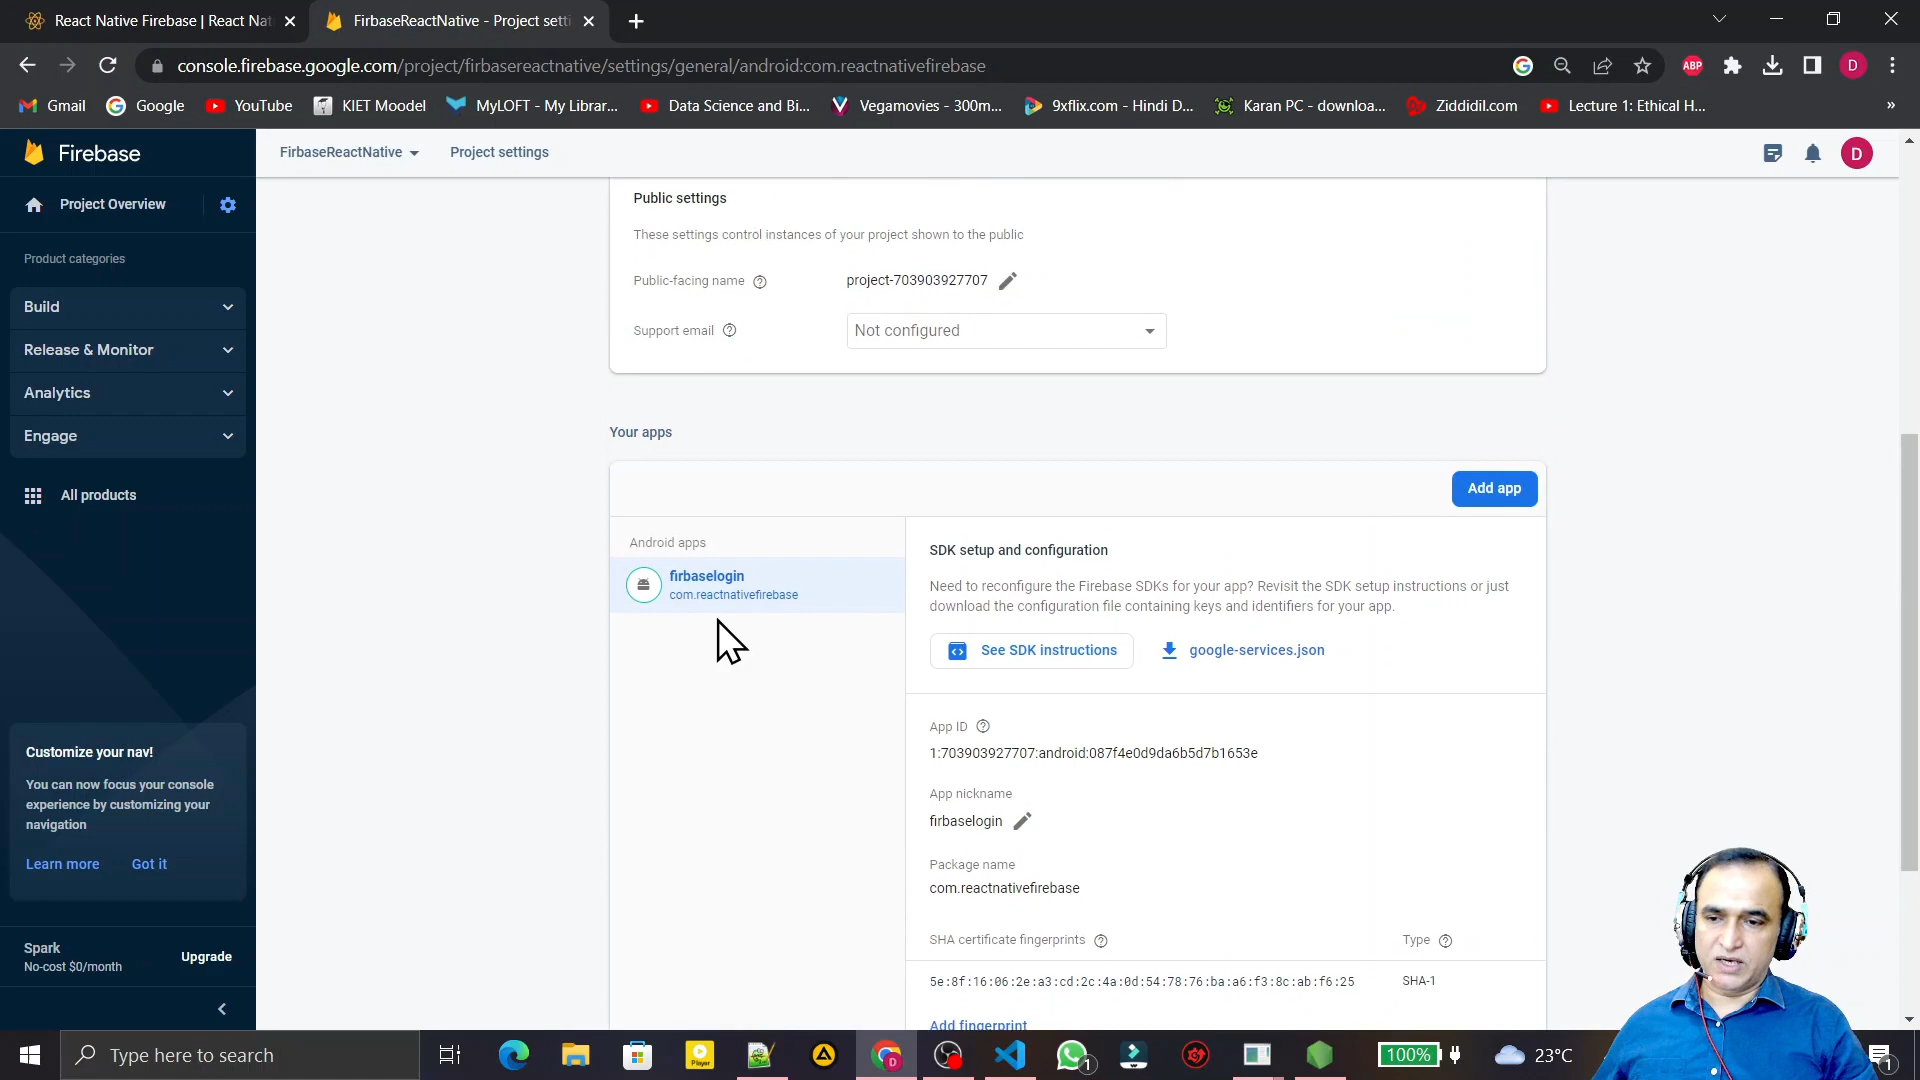 React Native Firebase | React Nat
FirbaseReactNative - Project setti
console.firebase.google.com/project/firbasereactnative/settings/general/android:com.reactnativefirebase
ABP
D
Gmail
Google
YouTube
KIET Moodel
MyLOFT - My Librar...
Data Science and Bi...
Vegamovies - 300m...
9xflix.com - Hindi D...
Karan PC - downloa...
Ziddidil.com
Lecture 1: Ethical H...
»
Firebase
FirbaseReactNative
Project settings
D
Project Overview
Product categories
Build
Release & Monitor
Analytics
Engage
All products
Customize your nav!
You can now focus your console
experience by customizing your
navigation
Learn more
Got it
Spark
No-cost $0/month
Upgrade
Public settings
These settings control instances of your project shown to the public
Public-facing name
project-703903927707
Support email
Not configured
Your apps
Add app
Android apps
firbaselogin
com.reactnativefirebase
SDK setup and configuration
Need to reconfigure the Firebase SDKs for your app? Revisit the SDK setup instructions or just
download the configuration file containing keys and identifiers for your app.
See SDK instructions
google-services.json
App ID
1:703903927707:android:087f4e0d9da6b5d7b1653e
App nickname
firbaselogin
Package name
com.reactnativefirebase
SHA certificate fingerprints
Type
5e:8f:16:06:2e:a3:cd:2c:4a:0d:54:78:76:ba:a6:f3:8c:ab:f6:25
SHA-1
Add fingerprint
Type here to search
Player
D
1
100%
23°C
1